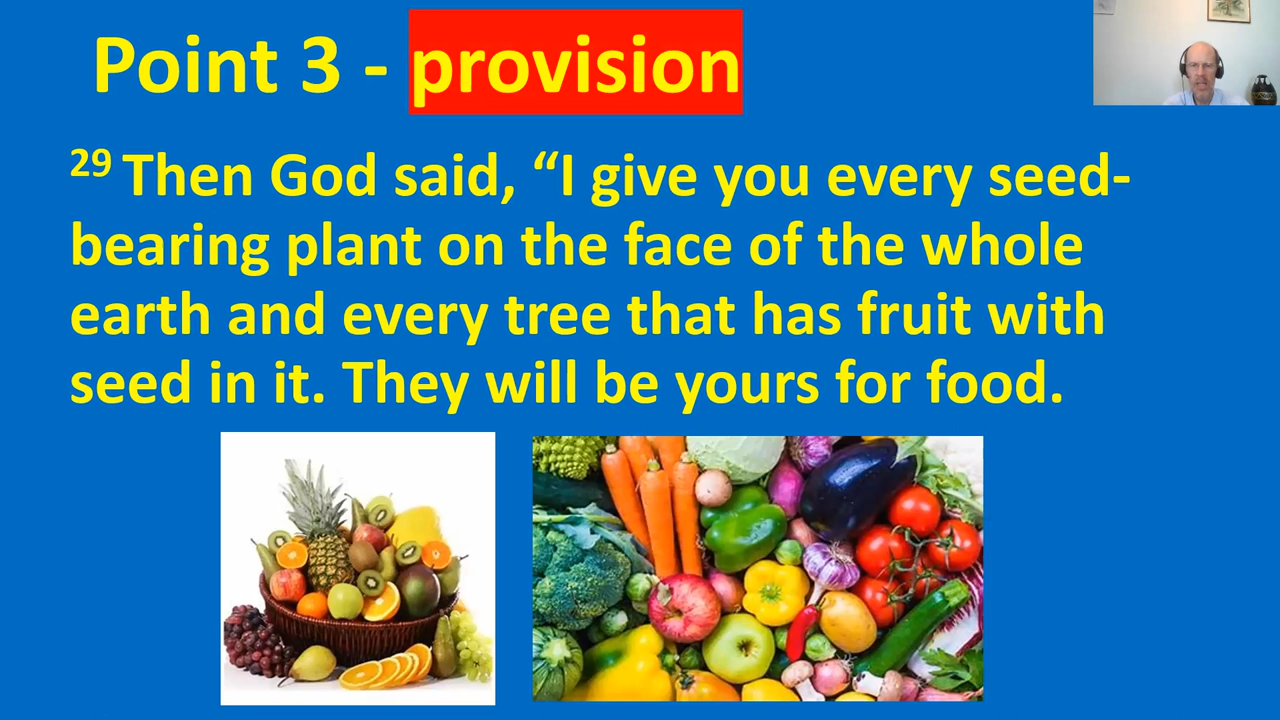 Point 3 - provision
29 Then God said, “I give you every seed-
bearing plant on the face of the whole
earth and every tree that has fruit with
seed in it. They will be yours for food.